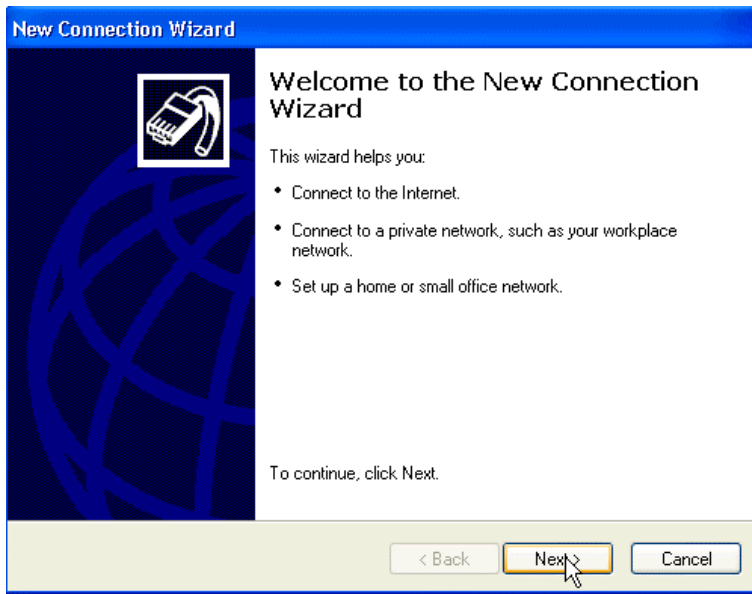 New Connection Wizard
Welcome to the New Connection
Wizard
This wizard helps you:
• Connect to the Internet.
• Connect to a private network, such as your workplace
network.
• Set up a home or small office network.
To continue, click Next.
< Back Next > Cancel